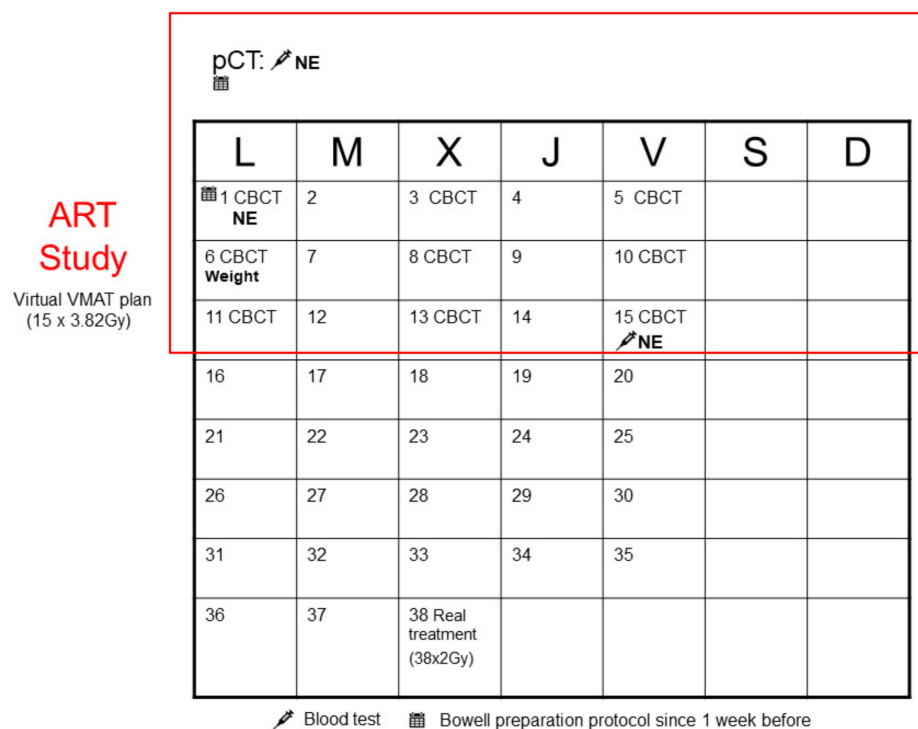 pCT: NE
L M X J V S D
1 CBCT 2 3 CBCT 4 5 CBCT
NE
ART
Study
Virtual VMAT plan
(15 x 3.82Gy)
6 CBCT 7 8 CBCT 9 10 CBCT
Weight
11 CBCT 12 13 CBCT 14 15 CBCT
NE
16 17 18 19 20
21 22 23 24 25
26 27 28 29 30
31 32 33 34 35
36 37 38 Real
treatment
(38x2Gy)
Blood test Bowell preparation protocol since 1 week before